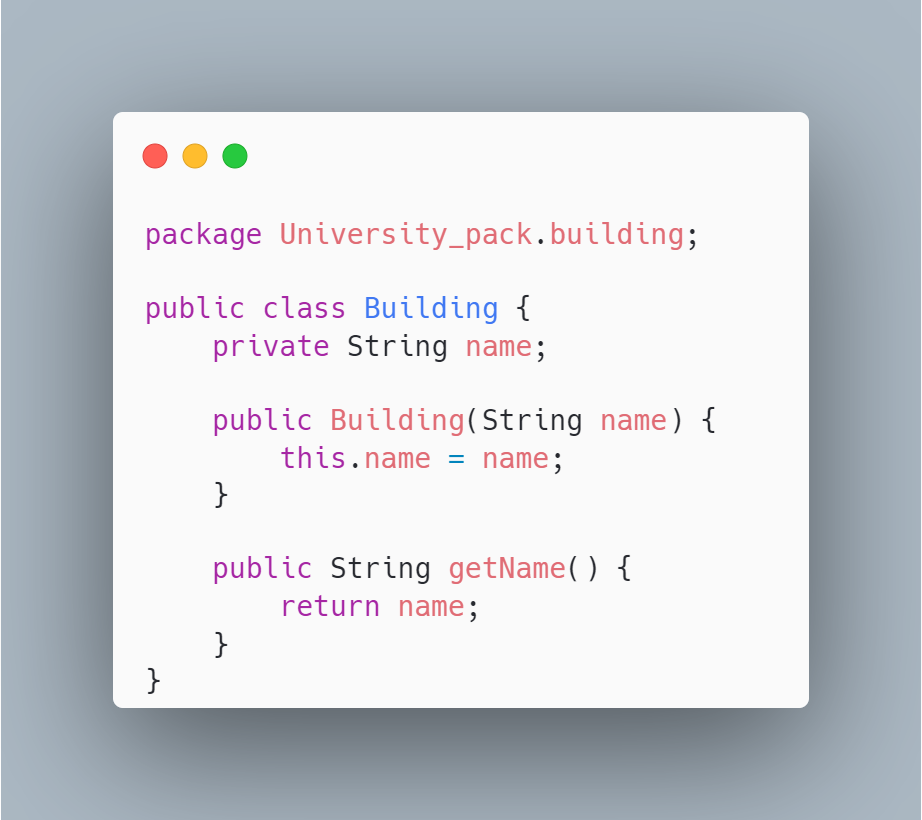 package University_pack.building;

public class Building {
    private String name;

    public Building(String name) {
        this.name = name;
    }

    public String getName() {
        return name;
    }
}